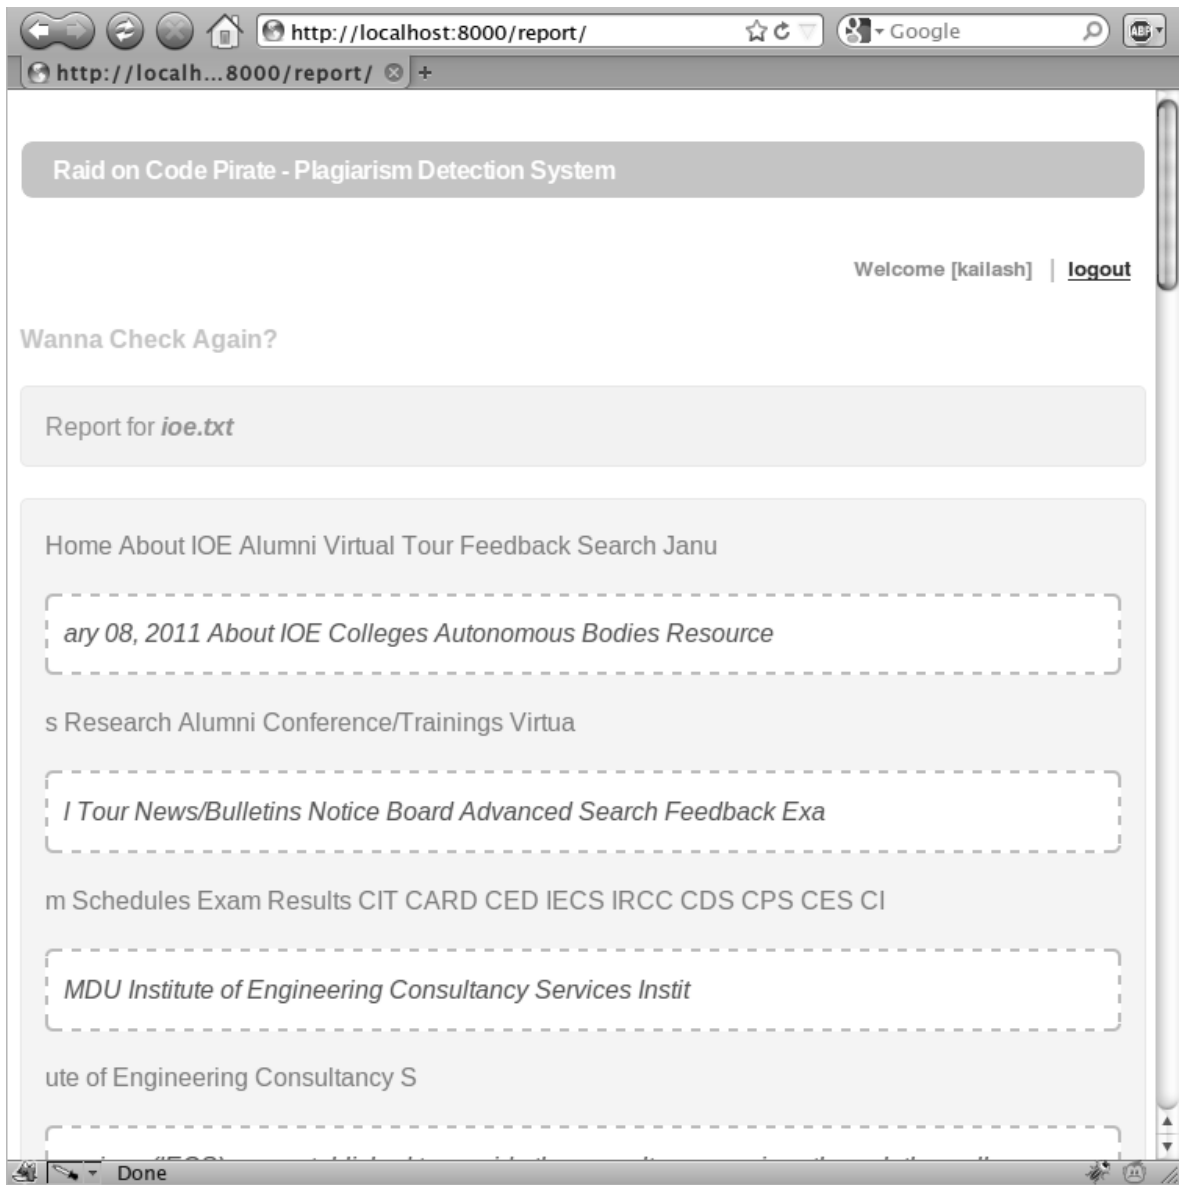 http://localhost:8000/report/
Google
ABP
http://localh...8000/report/
Raid on Code Pirate - Plagiarism Detection System
Welcome [kailash] | logout
Wanna Check Again?
Report for ioe.txt
Home About IOE Alumni Virtual Tour Feedback Search Janu
ary 08, 2011 About IOE Colleges Autonomous Bodies Resource
s Research Alumni Conference/Trainings Virtua
l Tour News/Bulletins Notice Board Advanced Search Feedback Exa
m Schedules Exam Results CIT CARD CED IECS IRCC CDS CPS CES CI
MDU Institute of Engineering Consultancy Services Instit
ute of Engineering Consultancy S
Done